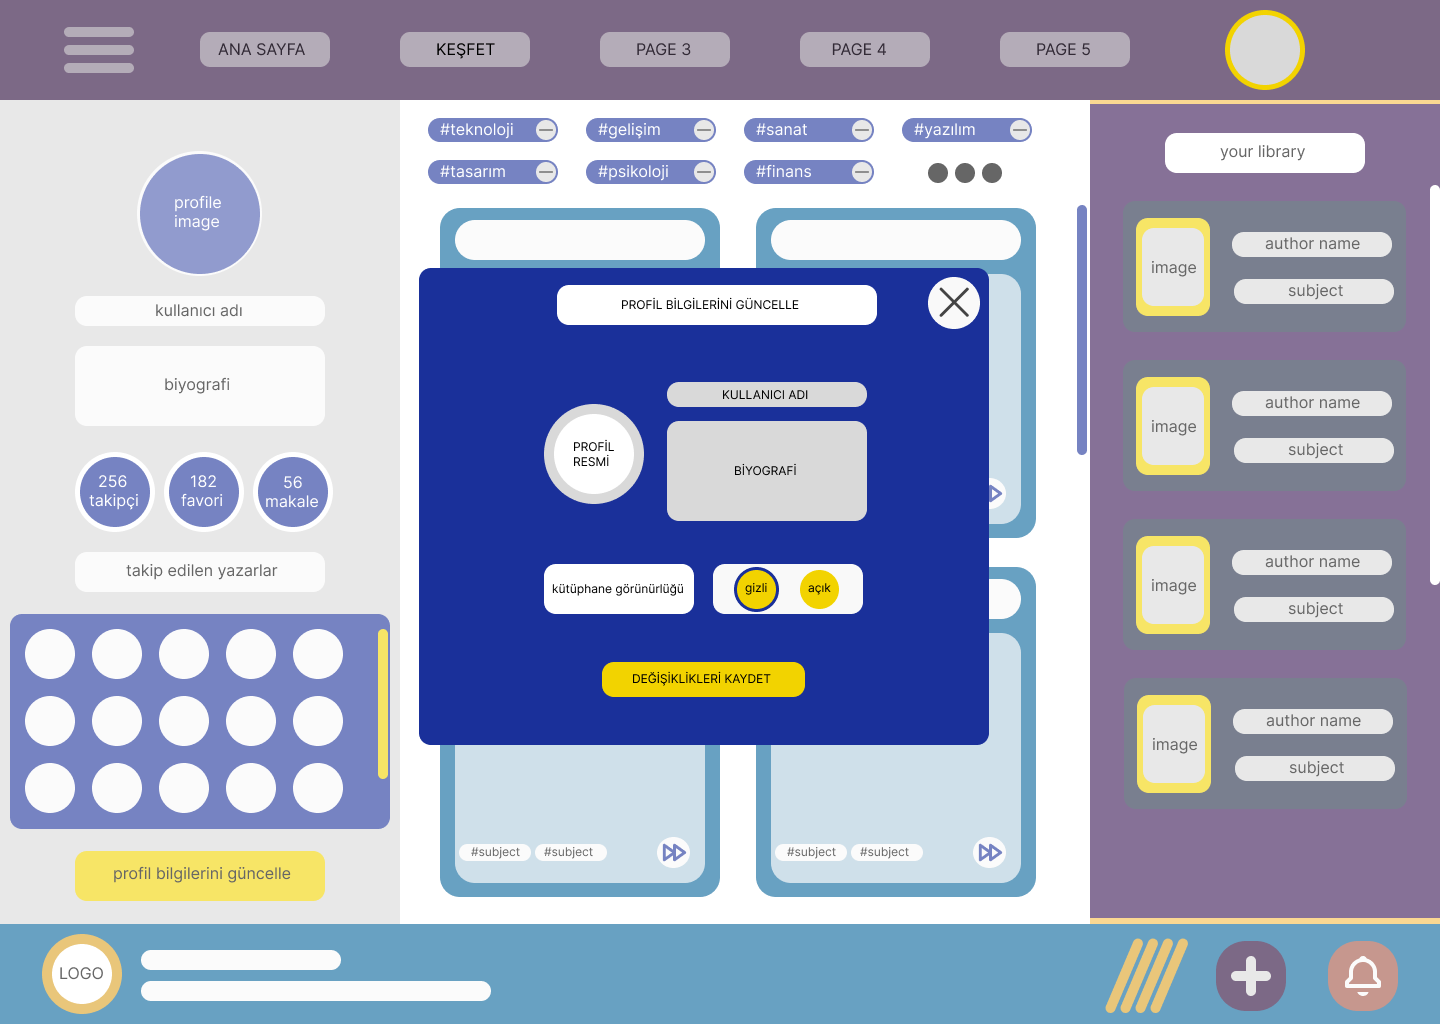 ANA SAYFA
KEŞFET
PAGE 3
PAGE 4
PAGE 5
profile
image
kullanıcı adı
biyografi
256
takipçi
182
favori
56
makale
takip edilen yazarlar
profil bilgilerini güncelle
#teknoloji
#gelişim
#sanat
#yazılım
#tasarım
#psikoloji
#finans
PROFİL BİLGİLERİNİ GÜNCELLE
PROFİL
RESMİ
KULLANICI ADI
BİYOGRAFİ
kütüphane görünürlüğü
gizli
açık
DEĞİŞİKLİKLERİ KAYDET
#subject
#subject
#subject
#subject
your library
image
author name
subject
image
author name
subject
image
author name
subject
image
author name
subject
LOGO